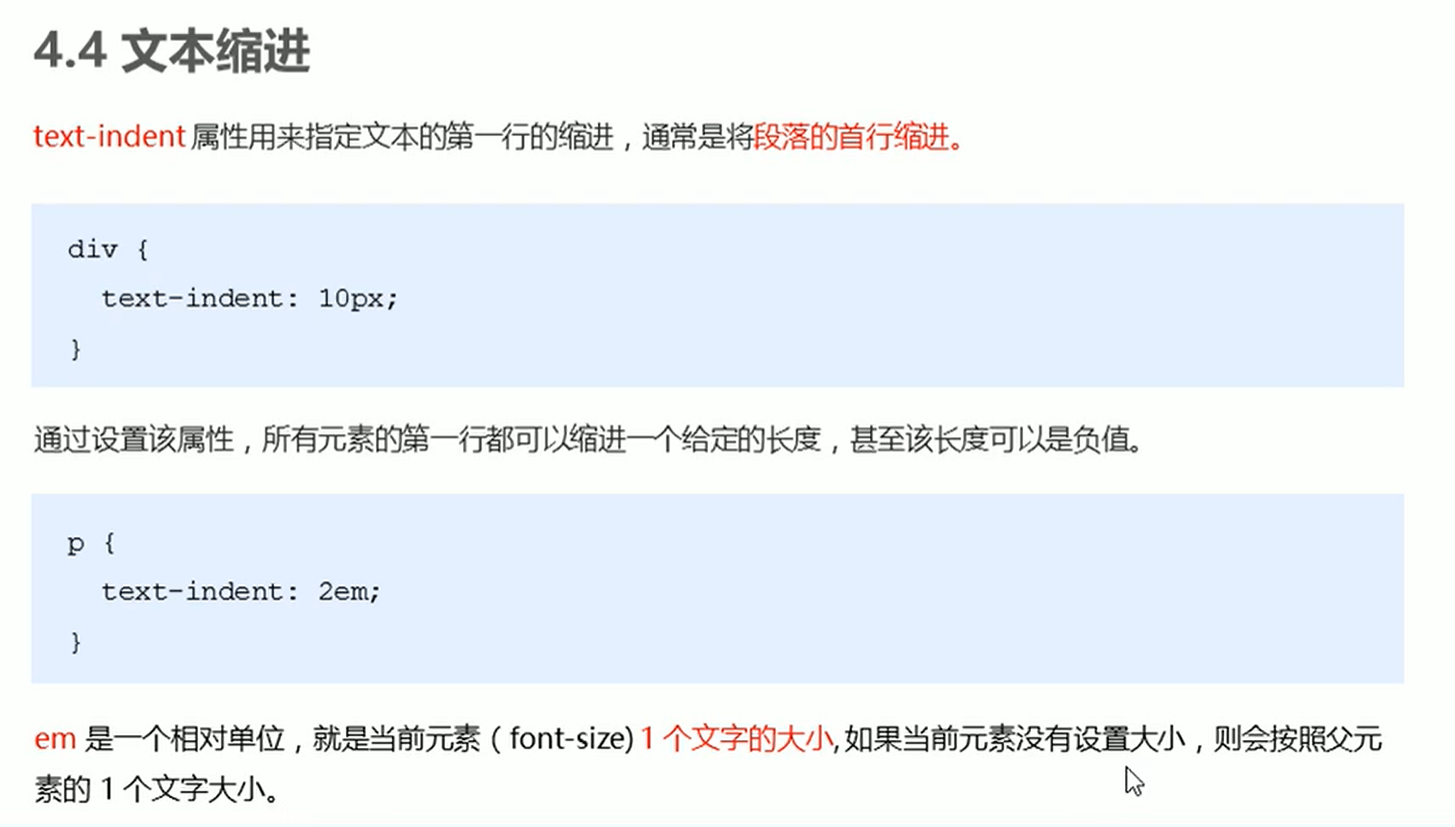 4.4 文本缩进
text-indent 属性用来指定文本的第一行的缩进，通常是将段落的首行缩进。
div {
  text-indent: 10px;
}
通过设置该属性，所有元素的第一行都可以缩进一个给定的长度，甚至该长度可以是负值。
p {
  text-indent: 2em;
}
em 是一个相对单位，就是当前元素（font-size) 1 个文字的大小, 如果当前元素没有设置大小，则会按照父元
素的 1 个文字大小。